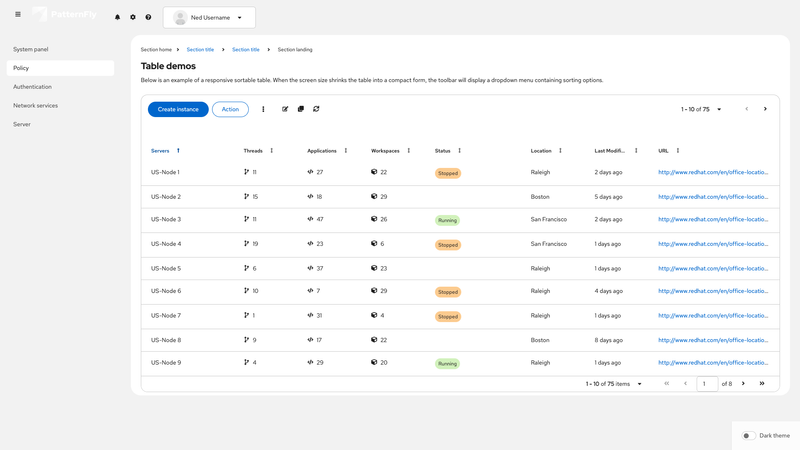 PatternFly
Ned Username
System panel
Policy
Authentication
Network services
Server
Section home Section title Section title Section landing
Table demos
Below is an example of a responsive sortable table. When the screen size shrinks the table into a compact form, the toolbar will display a dropdown menu containing sorting options.
Create instance Action 1 - 10 of 75
Servers Threads Applications Workspaces Status Location Last Modifi... URL
US-Node 1 11 27 22 Stopped Raleigh 2 days ago http://www.redhat.com/en/office-locatio...
US-Node 2 15 18 29 Boston 5 days ago http://www.redhat.com/en/office-locatio...
US-Node 3 11 47 26 Running San Francisco 2 days ago http://www.redhat.com/en/office-locatio...
US-Node 4 19 23 6 Stopped San Francisco 1 days ago http://www.redhat.com/en/office-locatio...
US-Node 5 6 37 23 Raleigh 1 days ago http://www.redhat.com/en/office-locatio...
US-Node 6 10 7 29 Stopped Raleigh 4 days ago http://www.redhat.com/en/office-locatio...
US-Node 7 1 31 4 Stopped Raleigh 1 days ago http://www.redhat.com/en/office-locatio...
US-Node 8 9 17 22 Boston 8 days ago http://www.redhat.com/en/office-locatio...
US-Node 9 4 29 20 Running Raleigh 1 days ago http://www.redhat.com/en/office-locatio...
1 - 10 of 75 items 1 of 8
Dark theme